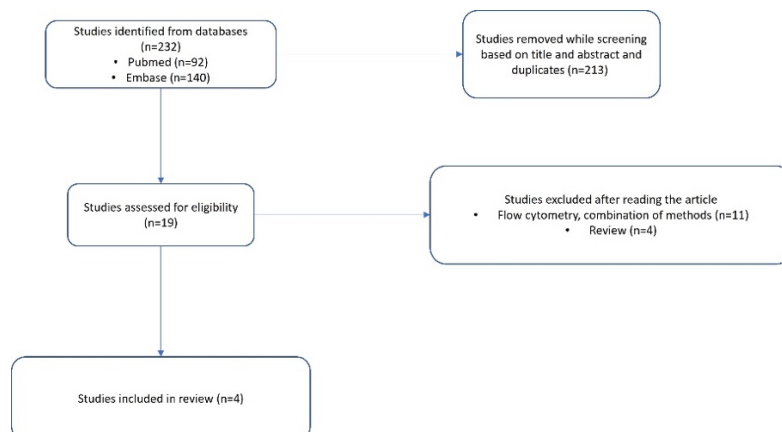 Studies identified from databases
(n=232)
• Pubmed (n=92)
• Embase (n=140)
Studies removed while screening
based on title and abstract and
duplicates (n=213)
Studies assessed for eligibility
(n=19)
Studies excluded after reading the article
• Flow cytometry, combination of methods (n=11)
• Review (n=4)
Studies included in review (n=4)